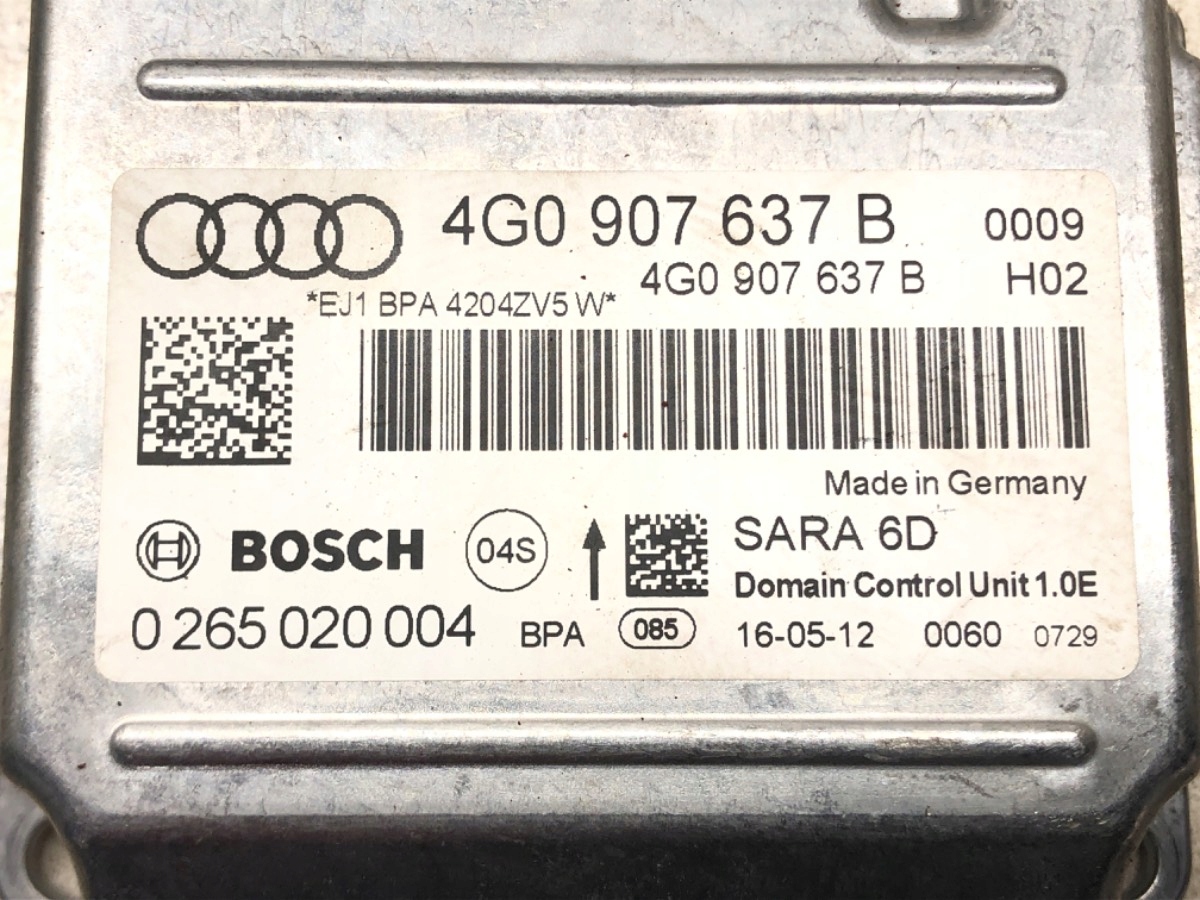 4G0 907 637 B 0009
4G0 907 637 B H02
*EJ1 BPA 4204ZV5 W*
Made in Germany
BOSCH 04S SARA 6D
Domain Control Unit 1.0E
0 265 020 004 BPA 085 16-05-12 0060 0729